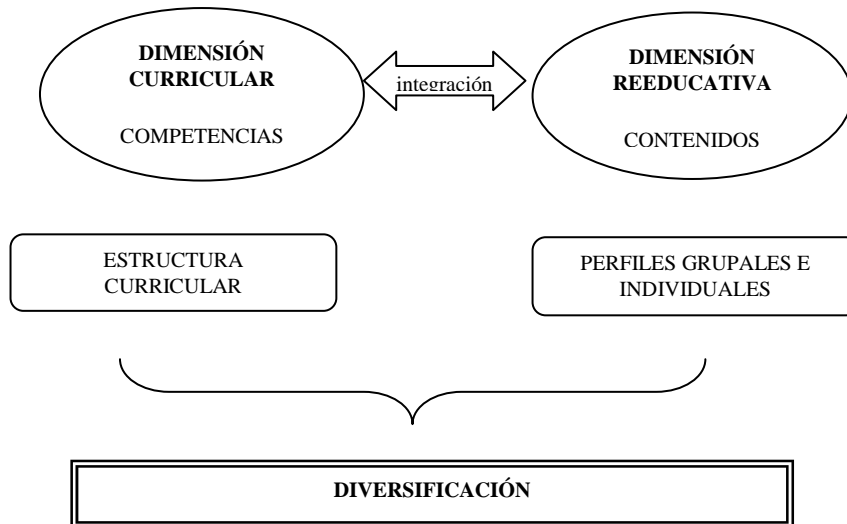 DIMENSIÓN
CURRICULAR
COMPETENCIAS
integración
DIMENSIÓN
REEDUCATIVA
CONTENIDOS
ESTRUCTURA
CURRICULAR
PERFILES GRUPALES E
INDIVIDUALES
DIVERSIFICACIÓN